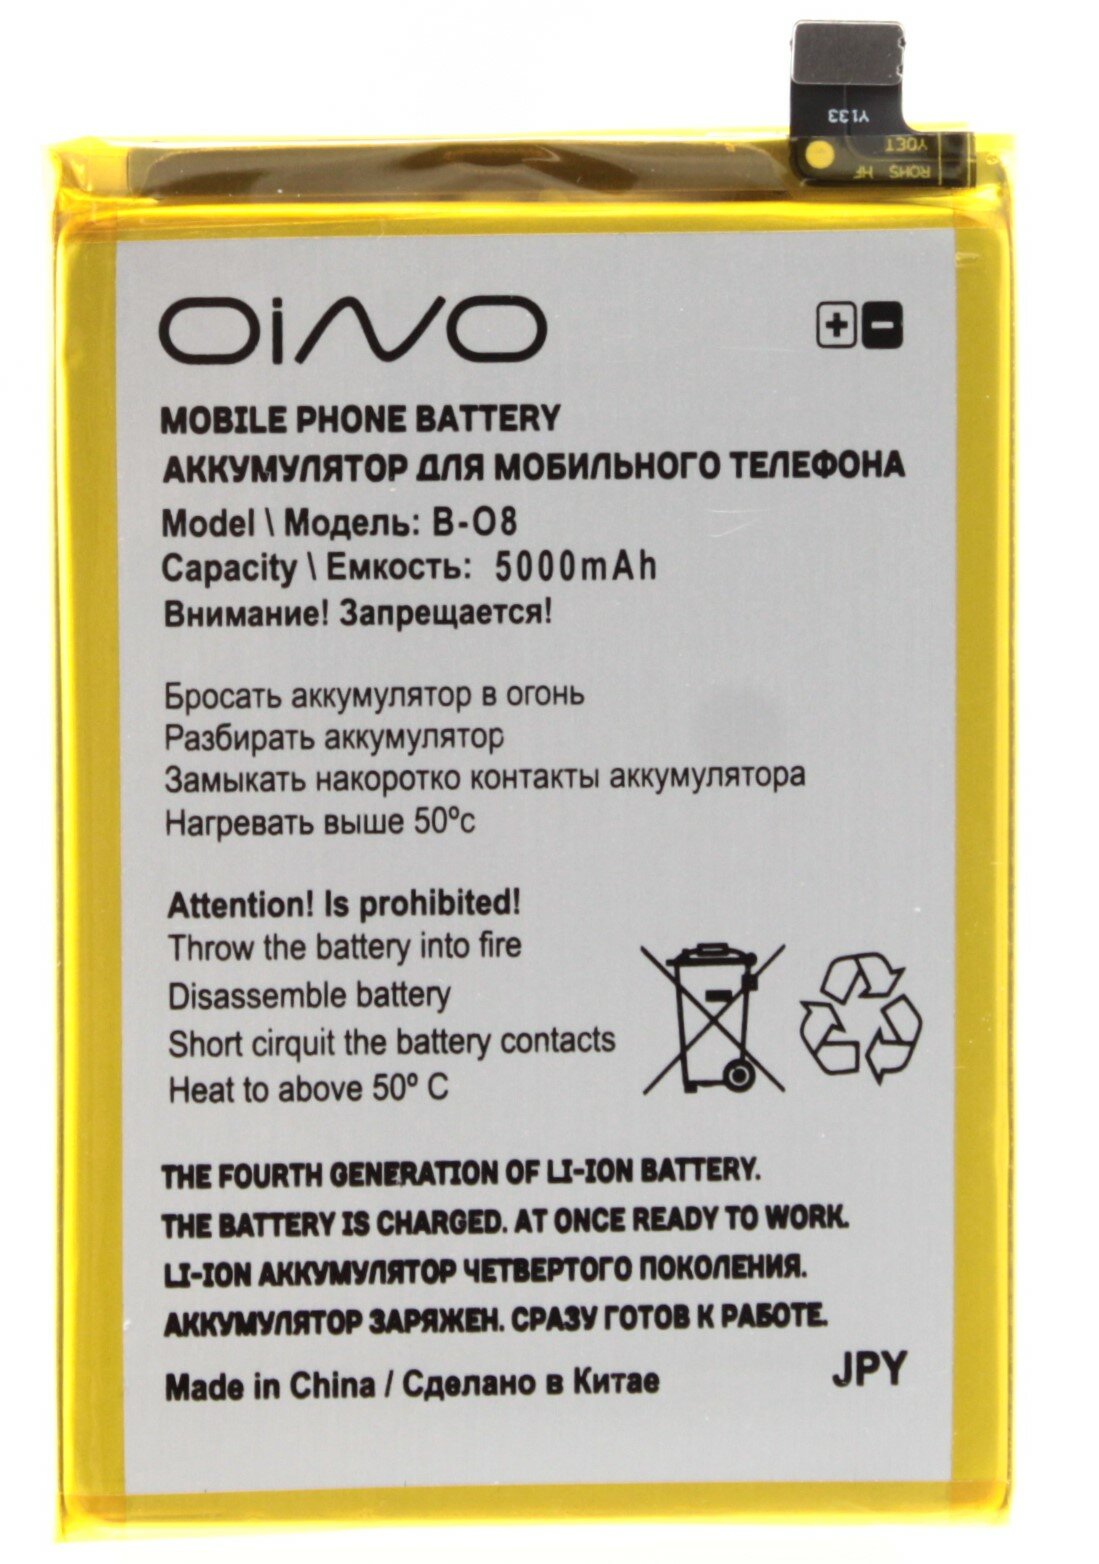 Y133
YDET
ROHS HF
OiNO
MOBILE PHONE BATTERY
АККУМУЛЯТОР ДЛЯ МОБИЛЬНОГО ТЕЛЕФОНА
Model \ Модель: B-O8
Capacity \ Емкость: 5000mAh
Внимание! Запрещается!
Бросать аккумулятор в огонь
Разбирать аккумулятор
Замыкать накоротко контакты аккумулятора
Нагревать выше 50ºс
Attention! Is prohibited!
Throw the battery into fire
Disassemble battery
Short cirquit the battery contacts
Heat to above 50º C
THE FOURTH GENERATION OF LI-ION BATTERY.
THE BATTERY IS CHARGED. AT ONCE READY TO WORK.
LI-ION АККУМУЛЯТОР ЧЕТВЕРТОГО ПОКОЛЕНИЯ.
АККУМУЛЯТОР ЗАРЯЖЕН. СРАЗУ ГОТОВ К РАБОТЕ.
Made in China / Сделано в Китае
JPY